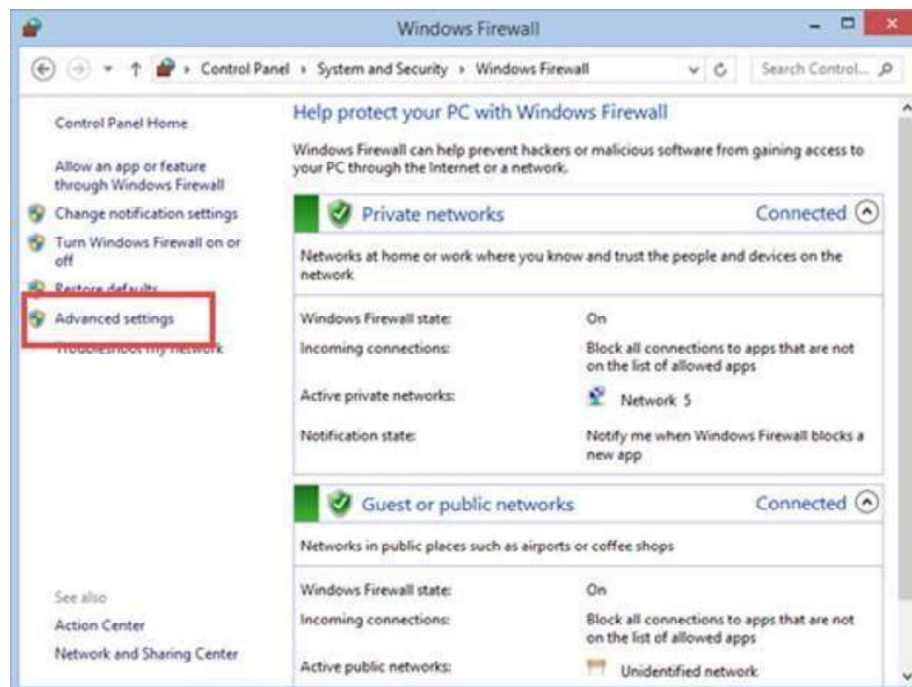 Windows Firewall
Control Panel › System and Security › Windows Firewall
Search Control...
Control Panel Home
Allow an app or feature
through Windows Firewall
Change notification settings
Turn Windows Firewall on or
off
Restore defaults
Advanced settings
Troubleshoot my network
See also
Action Center
Network and Sharing Center
Help protect your PC with Windows Firewall
Windows Firewall can help prevent hackers or malicious software from gaining access to
your PC through the Internet or a network.
Private networks Connected
Networks at home or work where you know and trust the people and devices on the
network
Windows Firewall state: On
Incoming connections: Block all connections to apps that are not
on the list of allowed apps
Active private networks: Network 5
Notification state: Notify me when Windows Firewall blocks a
new app
Guest or public networks Connected
Networks in public places such as airports or coffee shops
Windows Firewall state: On
Incoming connections: Block all connections to apps that are not
on the list of allowed apps
Active public networks: Unidentified network